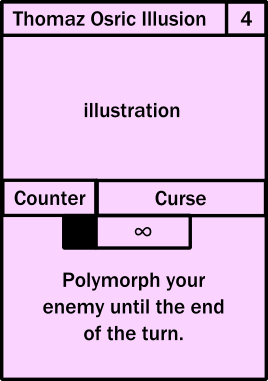 Thomaz Osric Illusion 4
illustration
Counter Curse
∞
Polymorph your
enemy until the end
of the turn.